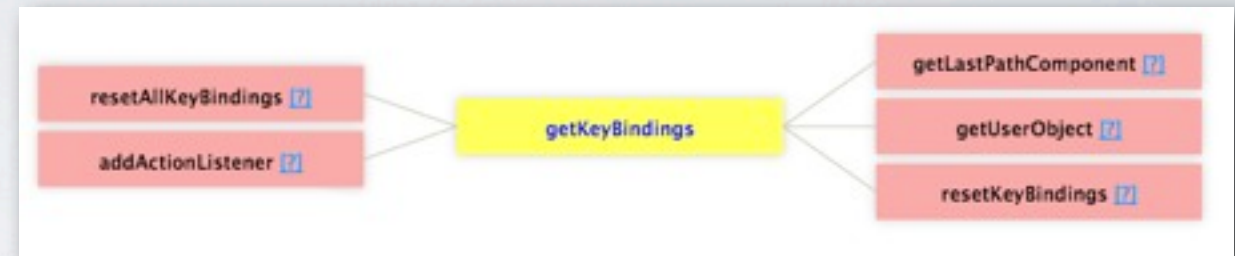 resetAllKeyBindings [?]
addActionListener [?]
getKeyBindings
getLastPathComponent [?]
getUserObject [?]
resetKeyBindings [?]